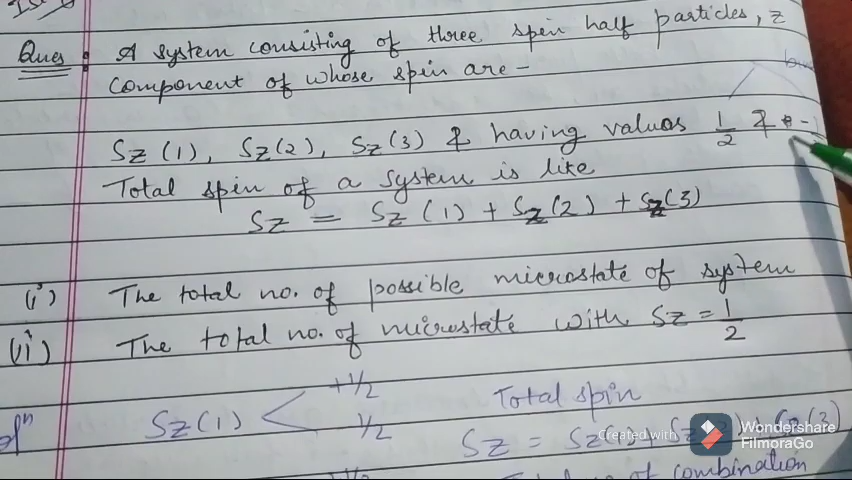 Ques : A system consisting of three spin half particles, z
component of whose spin are -
Sz (1), Sz(2), Sz(3) & having values 1/2 & -
Total spin of a system is like
Sz = Sz (1) + Sz(2) + Sz(3)
(i) The total no. of possible microstate of system
(ii) The total no. of microstate with Sz = 1/2
Sz(1) < +1/2 Total spin
1/2
Sz = Sz(1) +
Created with Wondershare FilmoraGo
of combination